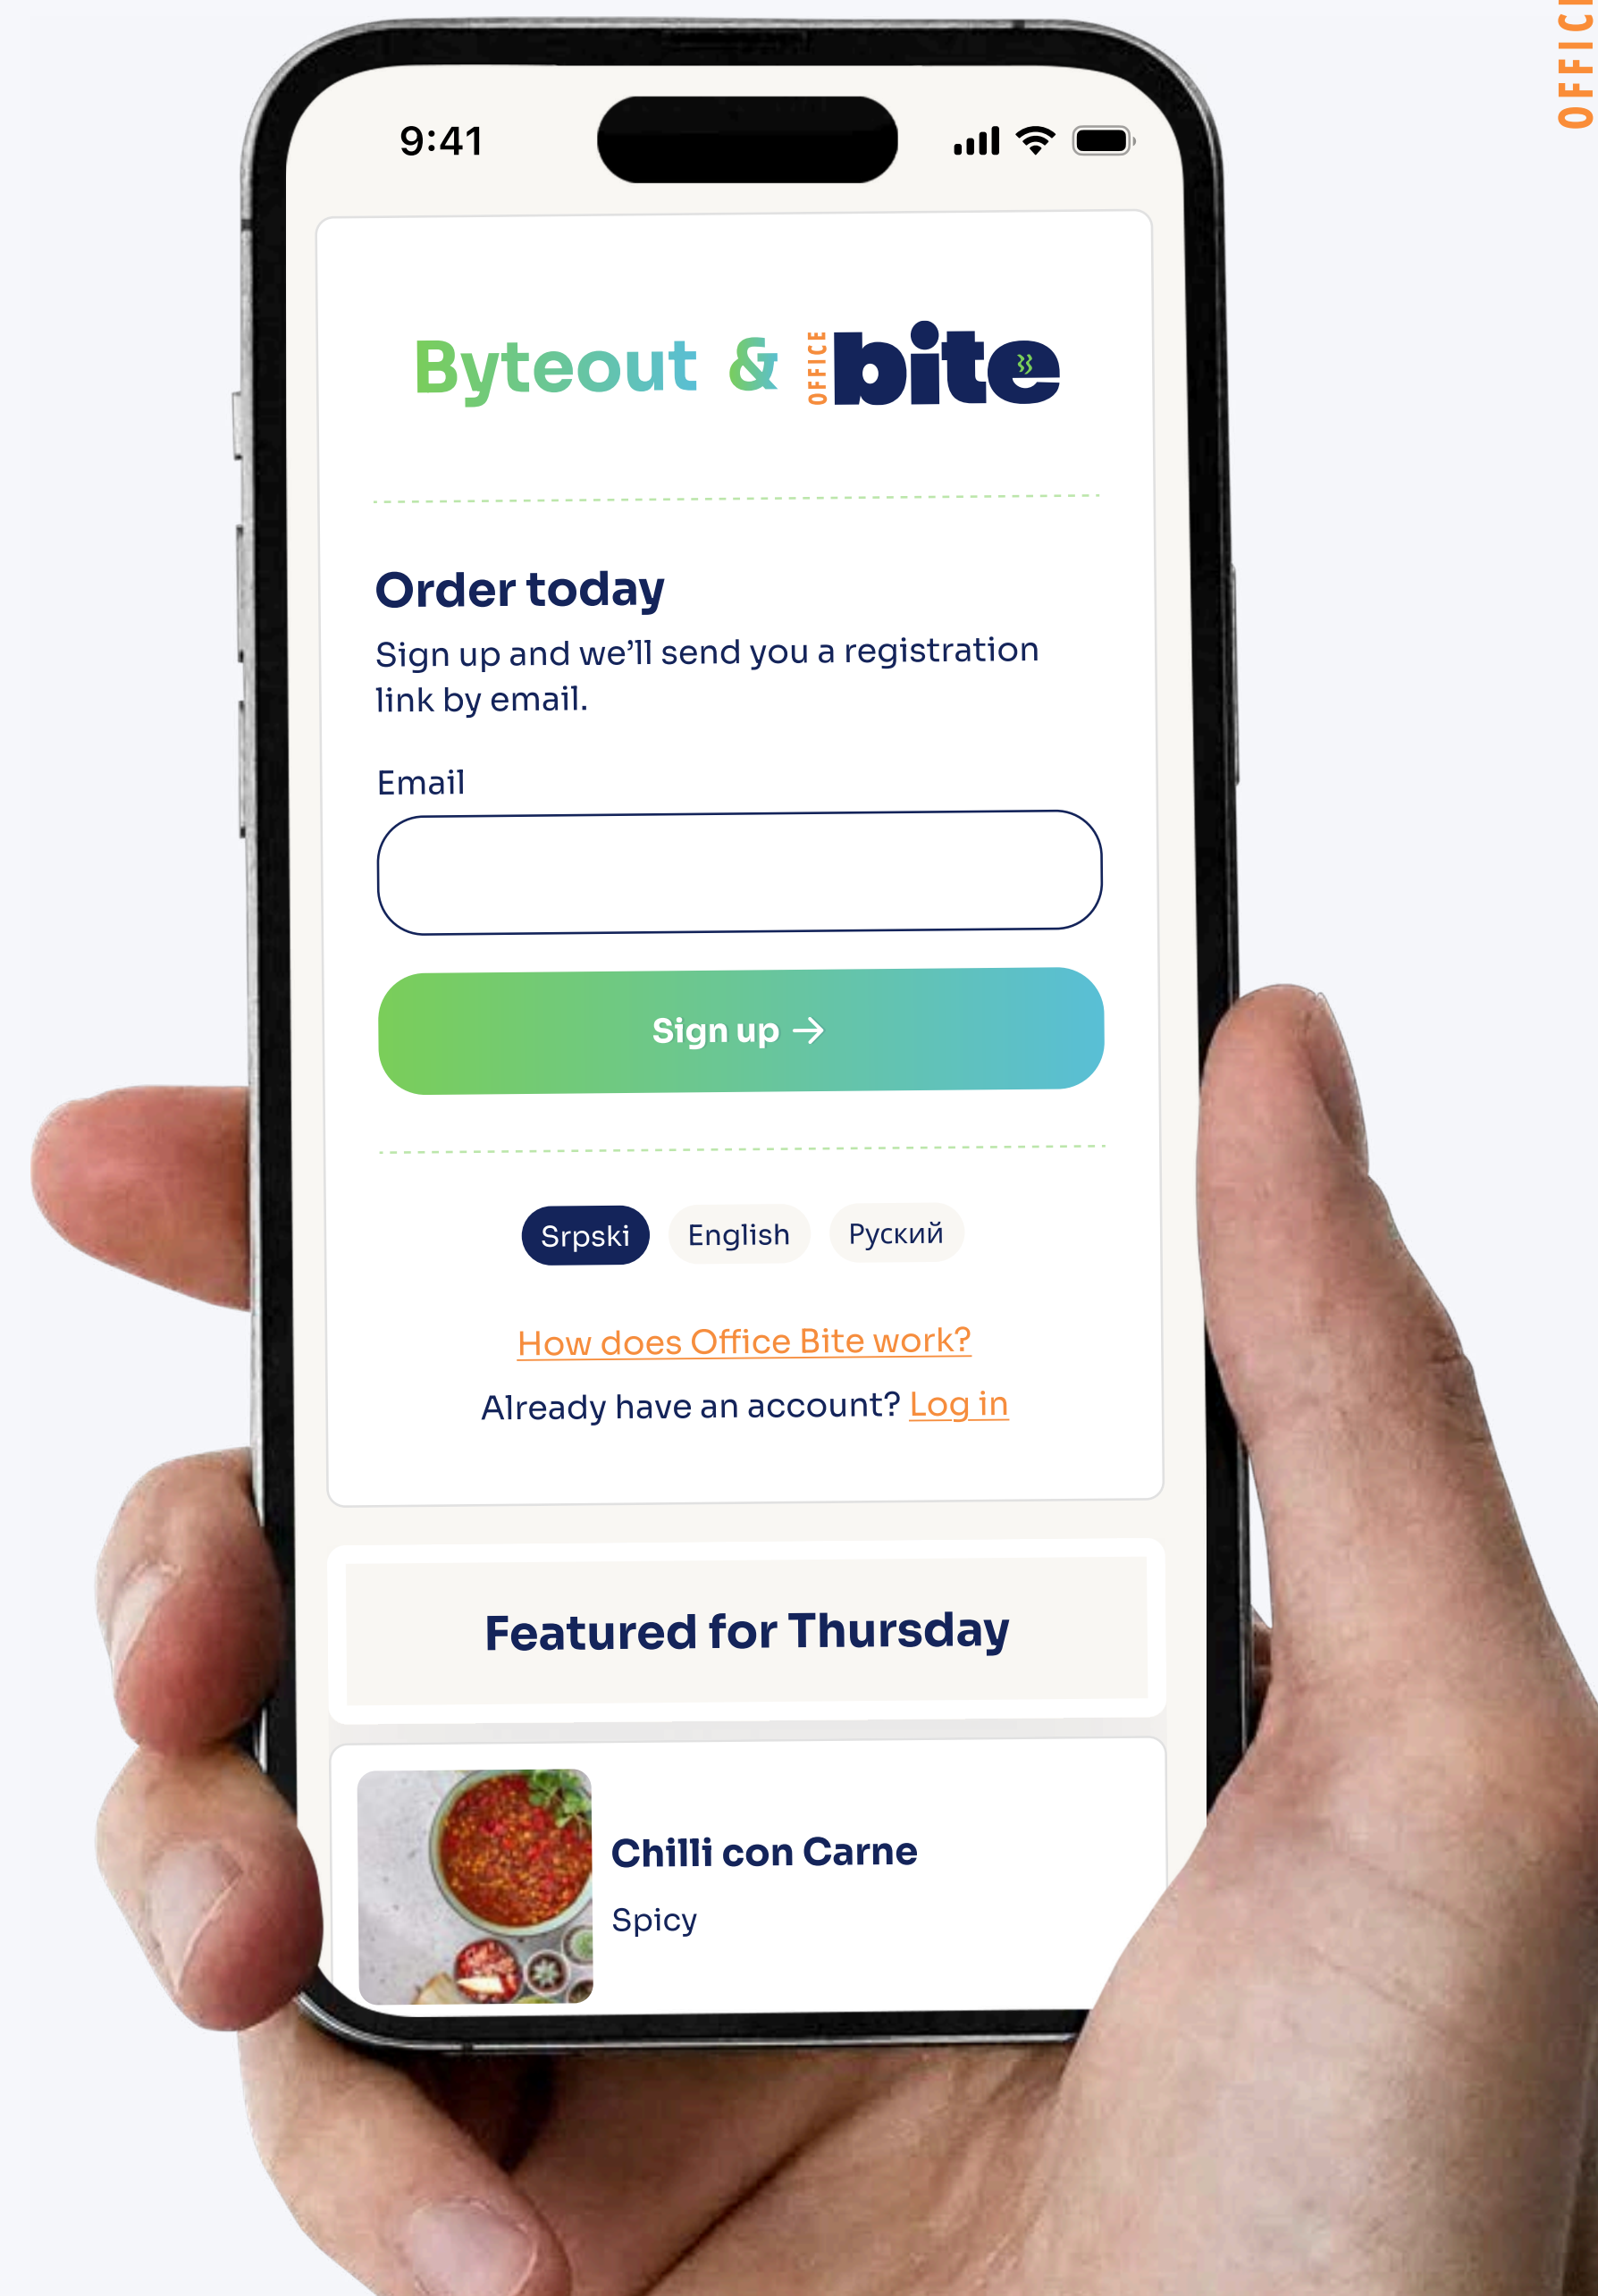 OFFICE
9:41
Byteout & OFFICE bite
Order today
Sign up and we’ll send you a registration
link by email.
Email
Sign up →
Srpski English Руский
How does Office Bite work?
Already have an account? Log in
Featured for Thursday
Chilli con Carne
Spicy